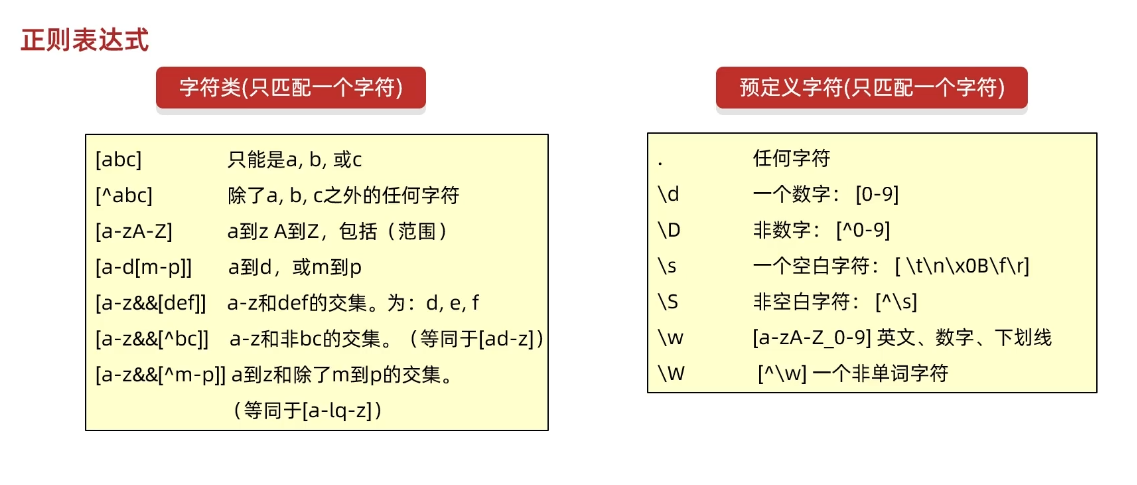 正则表达式
字符类(只匹配一个字符)
[abc] 只能是a, b, 或c
[^abc] 除了a, b, c之外的任何字符
[a-zA-Z] a到z A到Z，包括（范围）
[a-d[m-p]] a到d，或m到p
[a-z&&[def]] a-z和def的交集。为：d, e, f
[a-z&&[^bc]] a-z和非bc的交集。（等同于[ad-z]）
[a-z&&[^m-p]] a到z和除了m到p的交集。
（等同于[a-lq-z]）
预定义字符(只匹配一个字符)
. 任何字符
\d 一个数字： [0-9]
\D 非数字： [^0-9]
\s 一个空白字符： [ \t\n\x0B\f\r]
\S 非空白字符： [^\s]
\w [a-zA-Z_0-9] 英文、数字、下划线
\W [^\w] 一个非单词字符